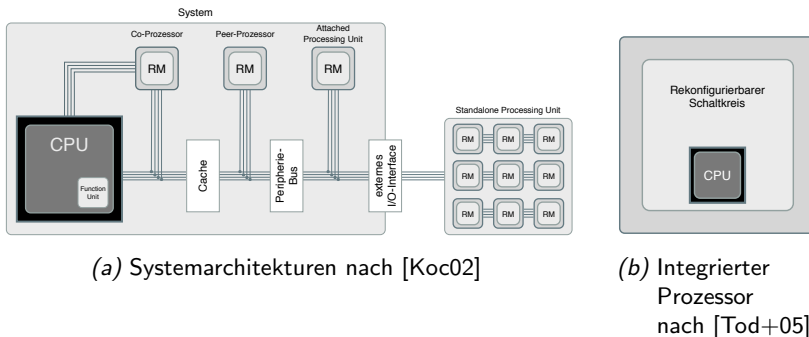 System
Co-Prozessor
Peer-Prozessor
Attached
Processing Unit
RM
RM
RM
CPU
Function
Unit
Cache
Peripherie-
Bus
externes
I/O-Interface
Standalone Processing Unit
RM RM RM
RM RM RM
RM RM RM
Rekonfigurierbarer
Schaltkreis
CPU
(a) Systemarchitekturen nach [Koc02]
(b) Integrierter
Prozessor
nach [Tod+05]